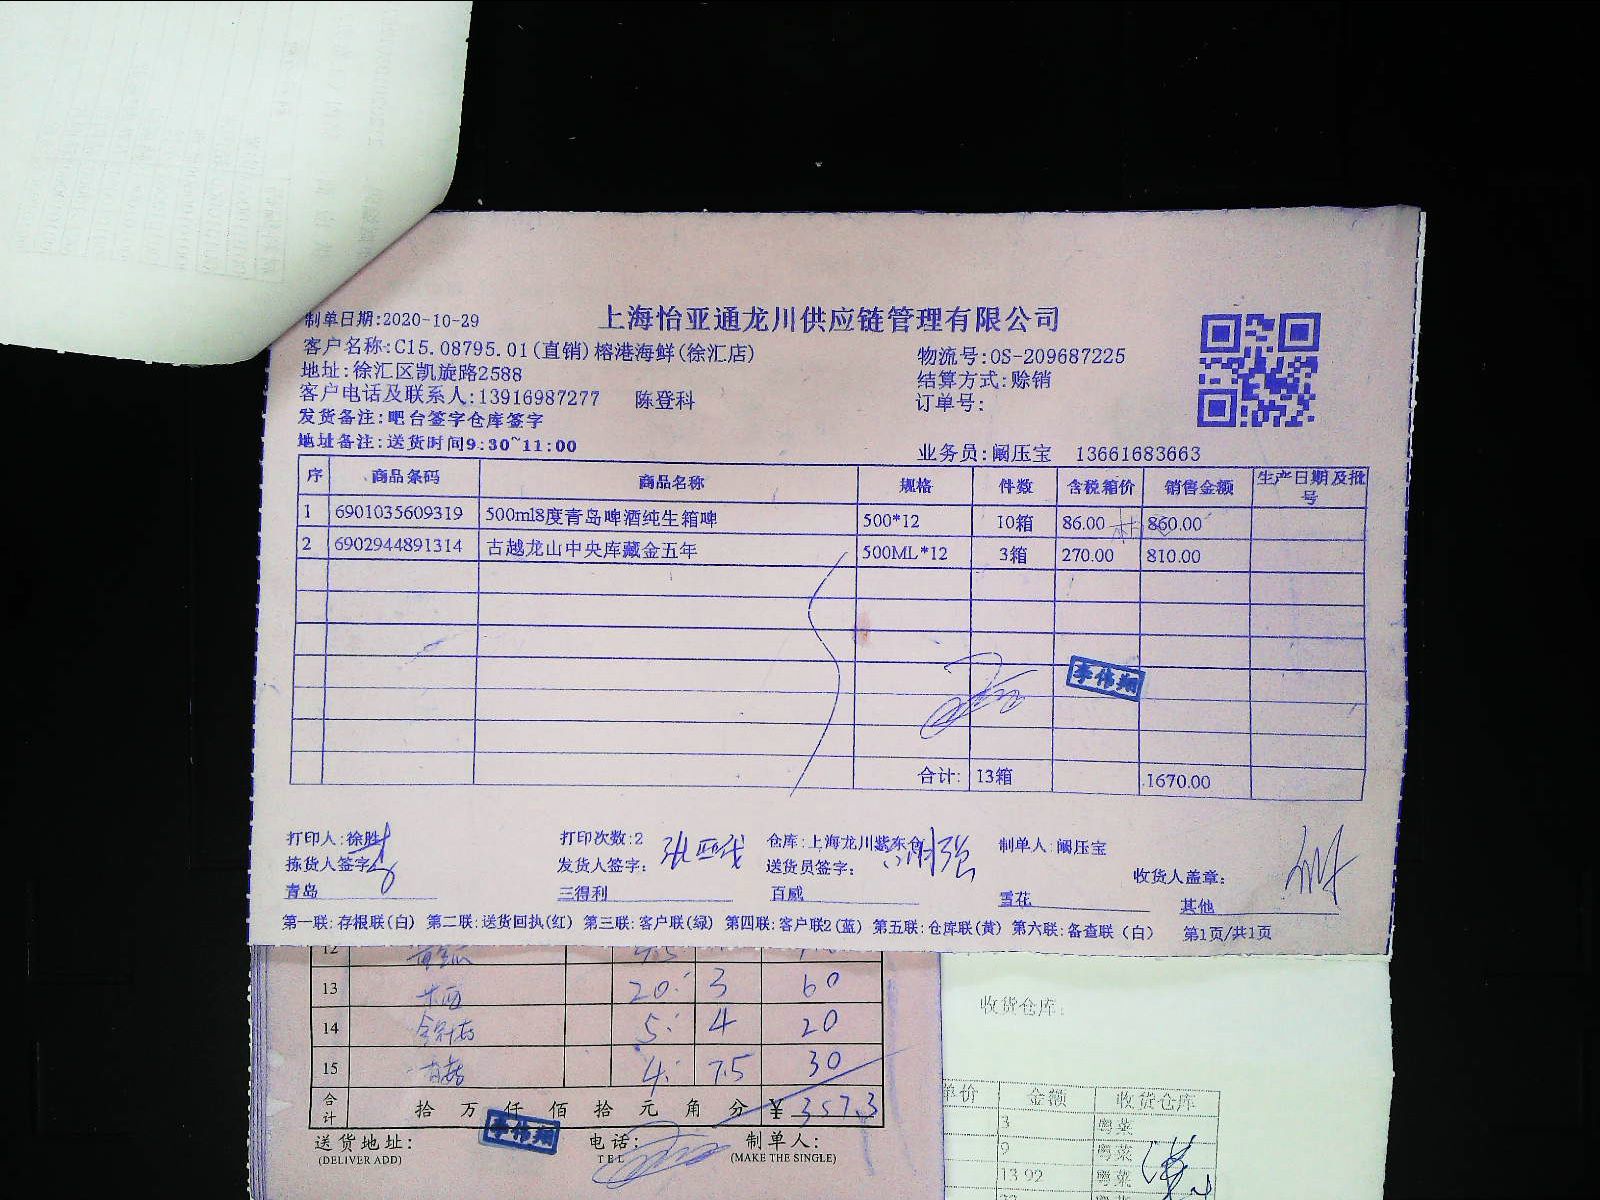 上海怡亚通龙川供应链管理有限公司
制单日期:2020-10-29
客户名称:C15.08795.01(直销)榕港海鲜(徐汇店)
物流号:OS-209687225
地址:徐汇区凯旋路2588
结算方式:赊销
客户电话及联系人:13916987277 陈登科
订单号:
发货备注:吧台签字仓库签字
地址备注:送货时间9:30~11:00
业务员:阚压宝 13661683663
序 商品条码 商品名称 规格 件数 含税箱价 销售金额 生产日期及批号
1 6901035609319 500ml8度青岛啤酒纯生箱啤 500*12 10箱 86.00 860.00
2 6902944891314 古越龙山中央库藏金五年 500ML*12 3箱 270.00 810.00
李伟翔
合计: 13箱 1670.00
打印人:徐胜 打印次数:2 仓库:上海龙川紫东仓 制单人:阚压宝
拣货人签字: 发货人签字: 送货员签字: 收货人盖章:
青岛 三得利 百威 雪花 其他
第一联:存根联(白) 第二联:送货回执(红) 第三联:客户联(绿) 第四联:客户联2(蓝) 第五联:仓库联(黄) 第六联:备查联(白) 第1页/共1页
12
13 20 3 60
14 5 4 20
15 4 7.5 30
合计 拾 万 仟 佰 拾 元 角 分 ¥ 357.3
李伟翔
送货地址: 电话: 制单人:
(DELIVER ADD) TEL (MAKE THE SINGLE)
收货仓库:
单价 金额 收货仓库
3 粤菜
9 粤菜
13.92 粤菜